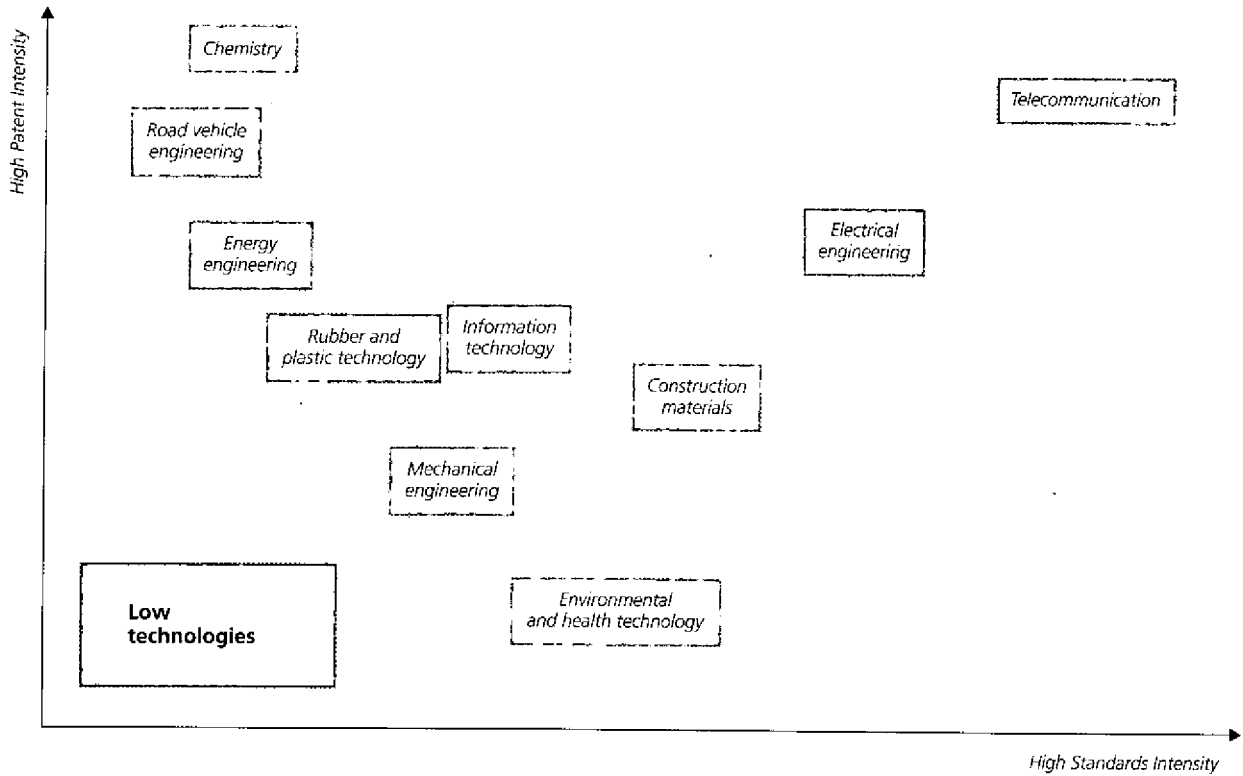 High Patent Intensity
Chemistry
Telecommunication
Road vehicle
engineering
Energy
engineering
Electrical
engineering
Rubber and
plastic technology
Information
technology
Construction
materials
Mechanical
engineering
Low
technologies
Environmental
and health technology
High Standards Intensity